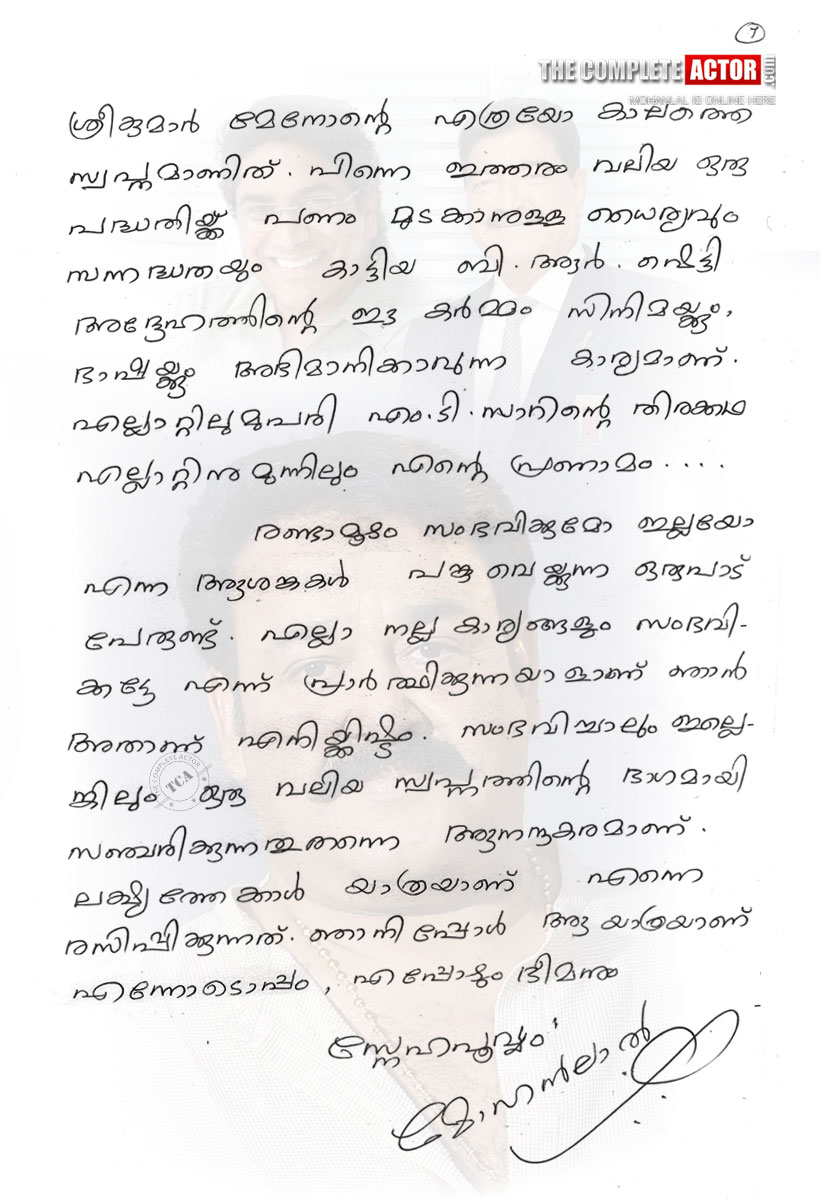 7
THE COMPLETE ACTOR .COM
MOHANLAL IS ONLINE HERE
ശ്രീകുമാർ മേനോന്റെ എത്രയോ കാലത്തെ
സ്വപ്നമാണിത്. പിന്നെ ഇത്തരം വലിയ ഒരു
പദ്ധതിയ്ക്ക് പണം മുടക്കാനുള്ള ധൈര്യവും
സന്നദ്ധതയും കാട്ടിയ ബി. ആർ. ഷെട്ടി
അദ്ദേഹത്തിന്റെ ഈ കർമ്മം സിനിമയ്ക്കും,
ഭാഷയ്ക്കും അഭിമാനിക്കാവുന്ന കാര്യമാണ്.
എല്ലാറ്റിലുമുപരി എം.ടി. സാറിന്റെ തിരക്കഥ
എല്ലാറ്റിനുമുന്നിലും എന്റെ പ്രണാമം....
രണ്ടാമൂഴം സംഭവിക്കുമോ ഇല്ലയോ
എന്ന ആശങ്കകൾ പങ്കുവെയ്ക്കുന്ന ഒരുപാട്
പേരുണ്ട്. എല്ലാ നല്ല കാര്യങ്ങളും സംഭവി-
ക്കട്ടേ എന്ന് പ്രാർത്ഥിക്കുന്നയാളാണ് ഞാൻ
അതാണ് എനിയ്ക്കിഷ്ടം. സംഭവിച്ചാലും ഇല്ലെ-
ങ്കിലും ഒരു വലിയ സ്വപ്നത്തിന്റെ ഭാഗമായി
സഞ്ചരിക്കുന്നതുതന്നെ ആനന്ദകരമാണ്.
ലക്ഷ്യത്തേക്കാൾ യാത്രയാണ് എന്നെ
രസിപ്പിക്കുന്നത്. ഞാനിപ്പോൾ ആ യാത്രയാണ്
എന്നോടൊപ്പം, എപ്പോഴും ഭീമനും
THE COMPLETE ACTOR
TCA
സ്നേഹപൂർവ്വം
മോഹൻലാൽ